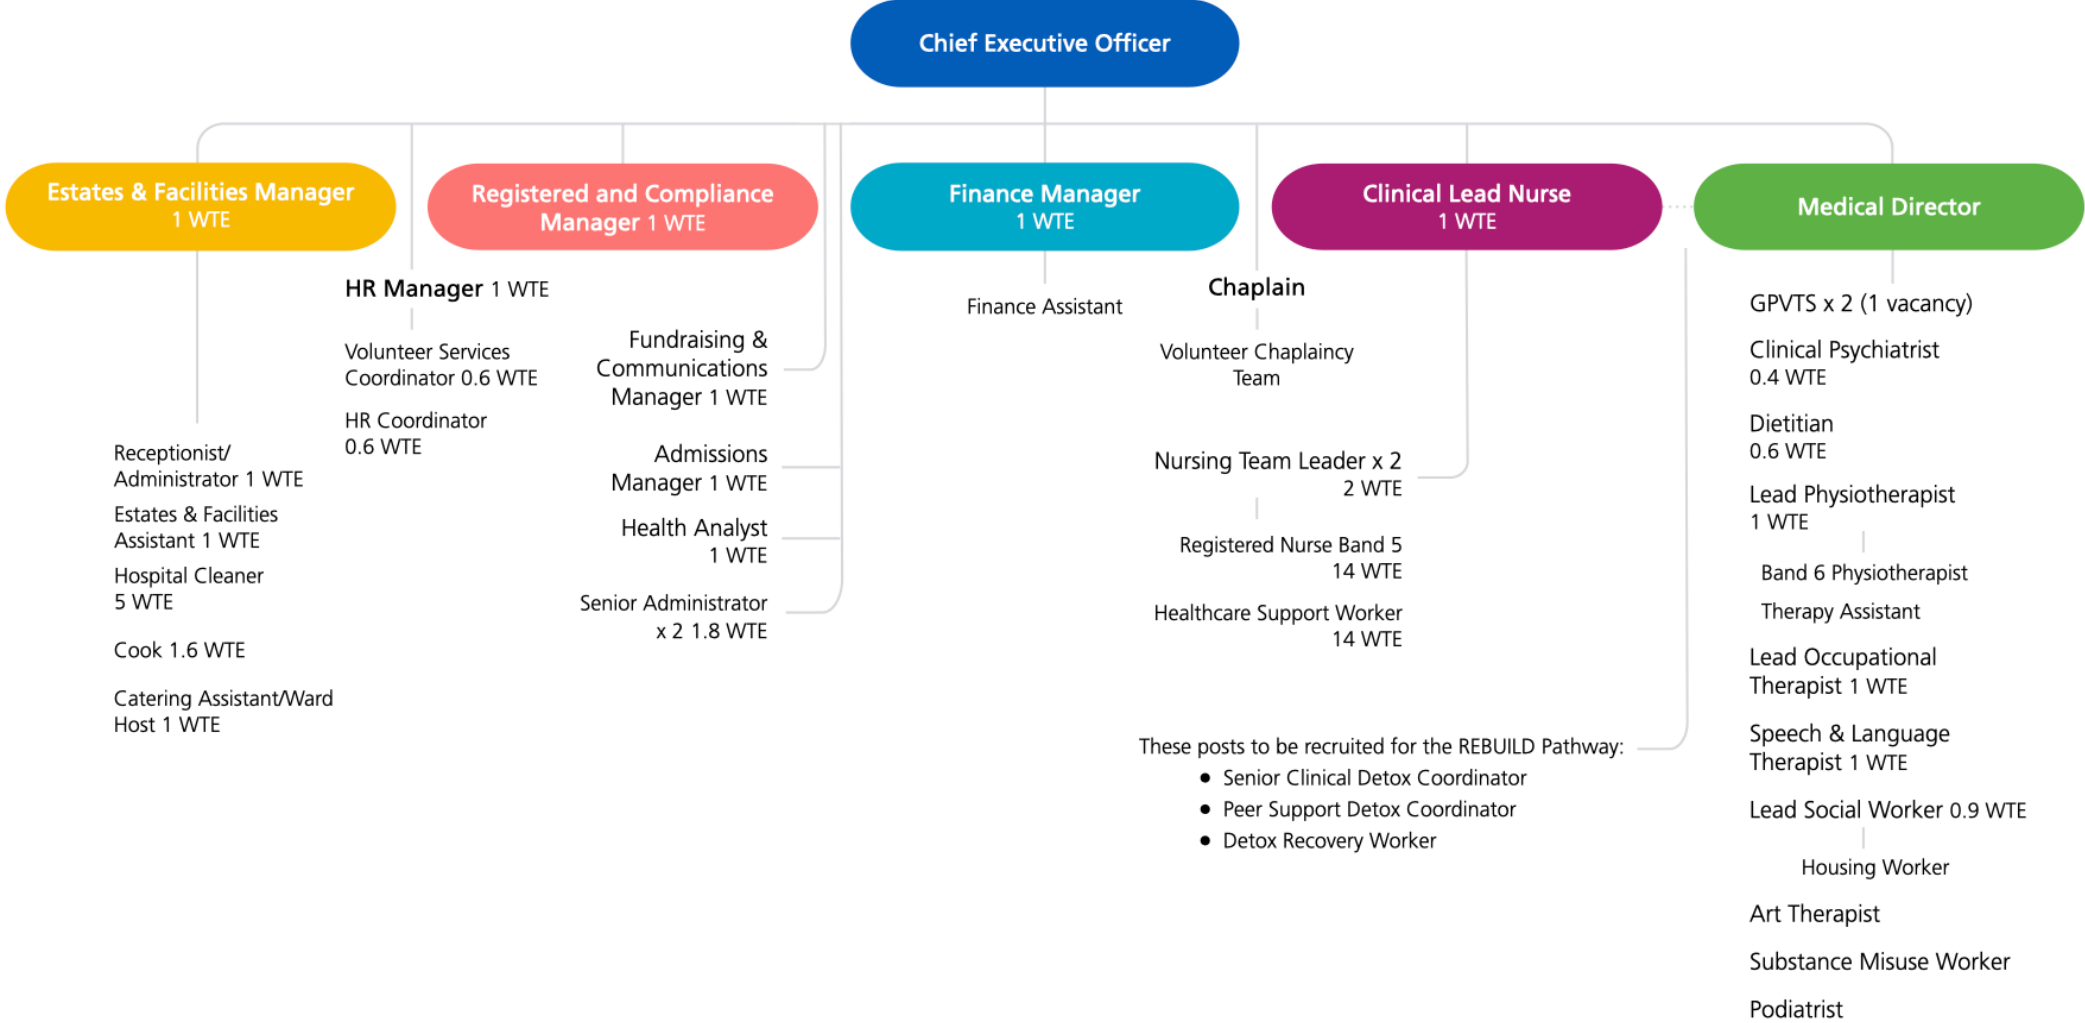 Chief Executive Officer
Estates & Facilities Manager
1 WTE
Registered and Compliance
Manager 1 WTE
Finance Manager
1 WTE
Clinical Lead Nurse
1 WTE
Medical Director
Receptionist/
Administrator 1 WTE
Estates & Facilities
Assistant 1 WTE
Hospital Cleaner
5 WTE
Cook 1.6 WTE
Catering Assistant/Ward
Host 1 WTE
HR Manager 1 WTE
Volunteer Services
Coordinator 0.6 WTE
HR Coordinator
0.6 WTE
Fundraising &
Communications
Manager 1 WTE
Admissions
Manager 1 WTE
Health Analyst
1 WTE
Senior Administrator
x 2 1.8 WTE
Finance Assistant
Chaplain
Volunteer Chaplaincy
Team
Nursing Team Leader x 2
2 WTE
Registered Nurse Band 5
14 WTE
Healthcare Support Worker
14 WTE
These posts to be recruited for the REBUILD Pathway:
• Senior Clinical Detox Coordinator
• Peer Support Detox Coordinator
• Detox Recovery Worker
GPVTS x 2 (1 vacancy)
Clinical Psychiatrist
0.4 WTE
Dietitian
0.6 WTE
Lead Physiotherapist
1 WTE
Band 6 Physiotherapist
Therapy Assistant
Lead Occupational
Therapist 1 WTE
Speech & Language
Therapist 1 WTE
Lead Social Worker 0.9 WTE
Housing Worker
Art Therapist
Substance Misuse Worker
Podiatrist